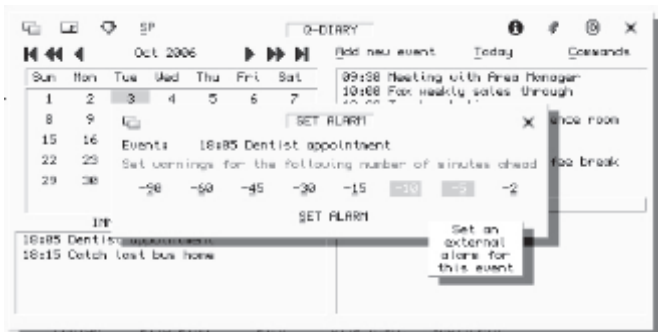 SP Q-DIARY
Oct 2006
Add new event Today Commands
Sun Mon Tue Wed Thu Fri Sat
1 2 3 4 5 6 7
8 9
15 16
22 23
29 30
09:30 Meeting with Area Manager
10:00 Fax weekly sales through
ence room
fee break
SET ALARM
Event: 18:05 Dentist appointment
Set warnings for the following number of minutes ahead
-90 -60 -45 -30 -15 -10 -5 -2
SET ALARM
Set an
external
alarm for
this event
18:05 Dentist appointment
18:15 Catch last bus home